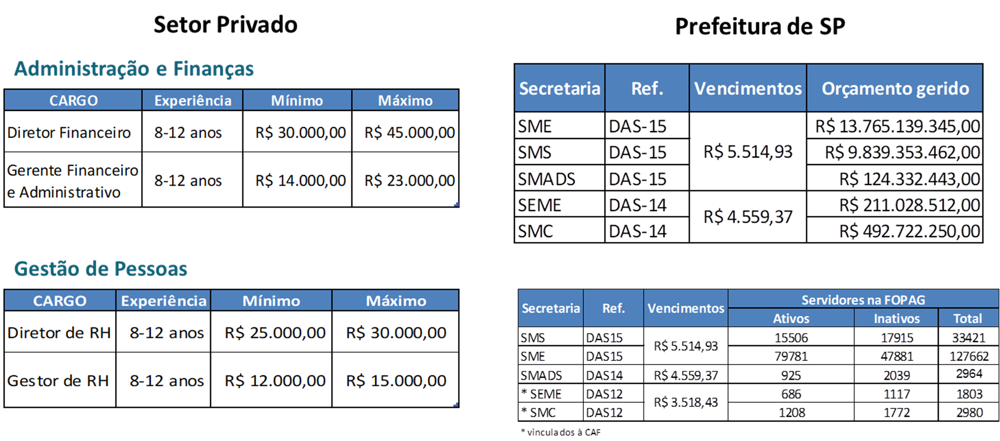 Setor Privado
Administração e Finanças
CARGO Experiência Mínimo Máximo
Diretor Financeiro 8-12 anos R$ 30.000,00 R$ 45.000,00
Gerente Financeiro
e Administrativo 8-12 anos R$ 14.000,00 R$ 23.000,00
Gestão de Pessoas
CARGO Experiência Mínimo Máximo
Diretor de RH 8-12 anos R$ 25.000,00 R$ 30.000,00
Gestor de RH 8-12 anos R$ 12.000,00 R$ 15.000,00
Prefeitura de SP
Secretaria Ref. Vencimentos Orçamento gerido
SME DAS-15 R$ 13.765.139.345,00
SMS DAS-15 R$ 5.514,93 R$ 9.839.353.462,00
SMADS DAS-15 R$ 124.332.443,00
SEME DAS-14 R$ 4.559,37 R$ 211.028.512,00
SMC DAS-14 R$ 492.722.250,00
Secretaria Ref. Vencimentos Servidores na FOPAG
Ativos Inativos Total
SMS DAS15 R$ 5.514,93 15506 17915 33421
SME DAS15 79781 47881 127662
SMADS DAS14 R$ 4.559,37 925 2039 2964
* SEME DAS12 R$ 3.518,43 686 1117 1803
* SMC DAS12 1208 1772 2980
* vinculados à CAF